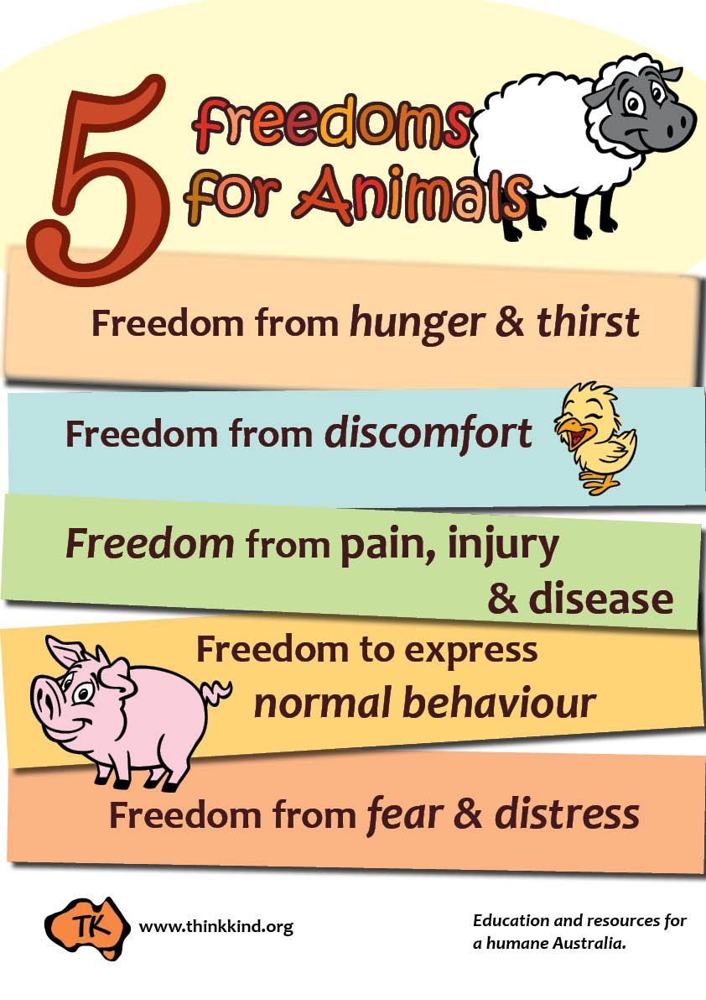 5 freedoms
for Animals
Freedom from hunger & thirst
Freedom from discomfort
Freedom from pain, injury
& disease
Freedom to express
normal behaviour
Freedom from fear & distress
TK
www.thinkkind.org
Education and resources for
a humane Australia.